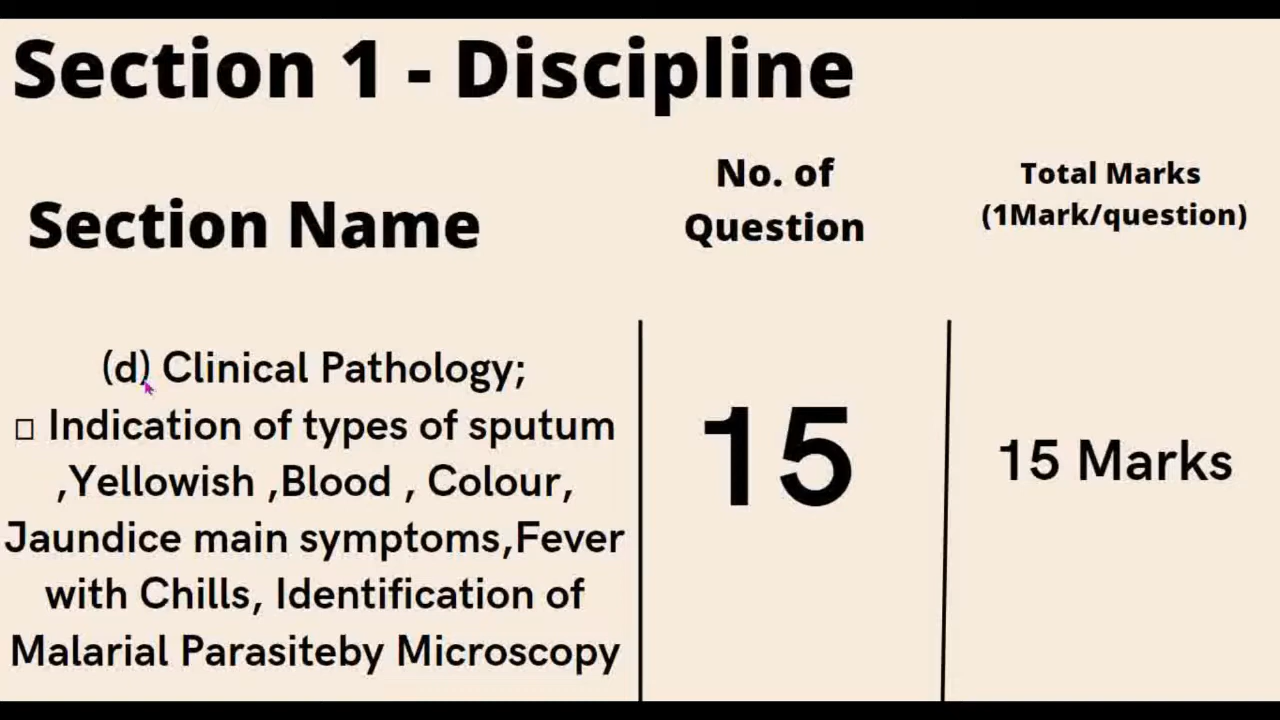 Section 1 - Discipline
Section Name
No. of
Question
Total Marks
(1Mark/question)
(d) Clinical Pathology;
□ Indication of types of sputum
,Yellowish ,Blood , Colour,
Jaundice main symptoms,Fever
with Chills, Identification of
Malarial Parasiteby Microscopy
15
15 Marks